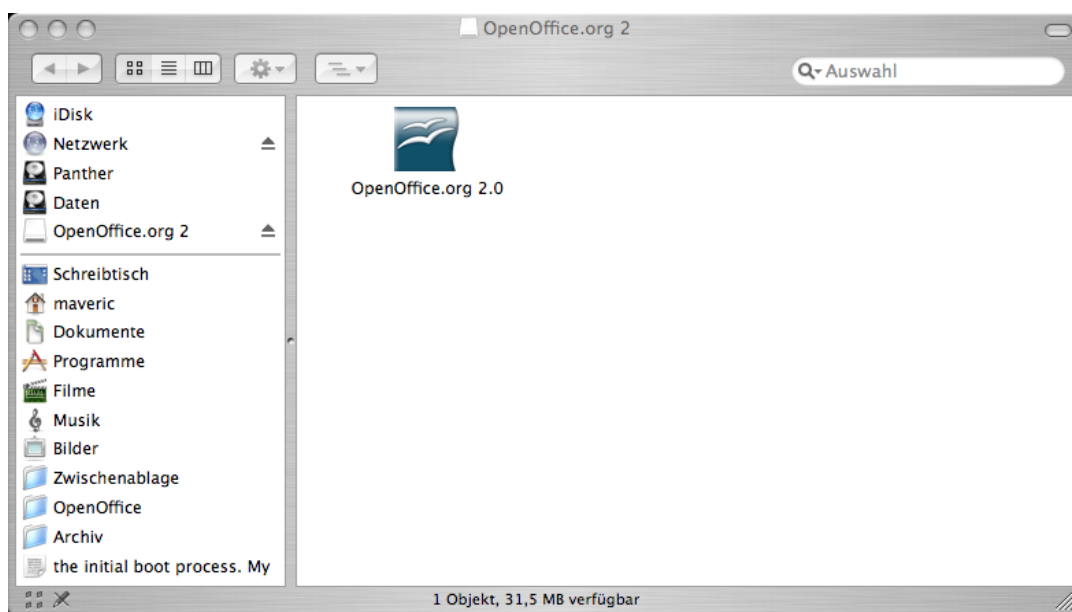 OpenOffice.org 2
Auswahl
iDisk
Netzwerk
Panther
Daten
OpenOffice.org 2
Schreibtisch
maveric
Dokumente
Programme
Filme
Musik
Bilder
Zwischenablage
OpenOffice
Archiv
the initial boot process. My
OpenOffice.org 2.0
1 Objekt, 31,5 MB verfügbar